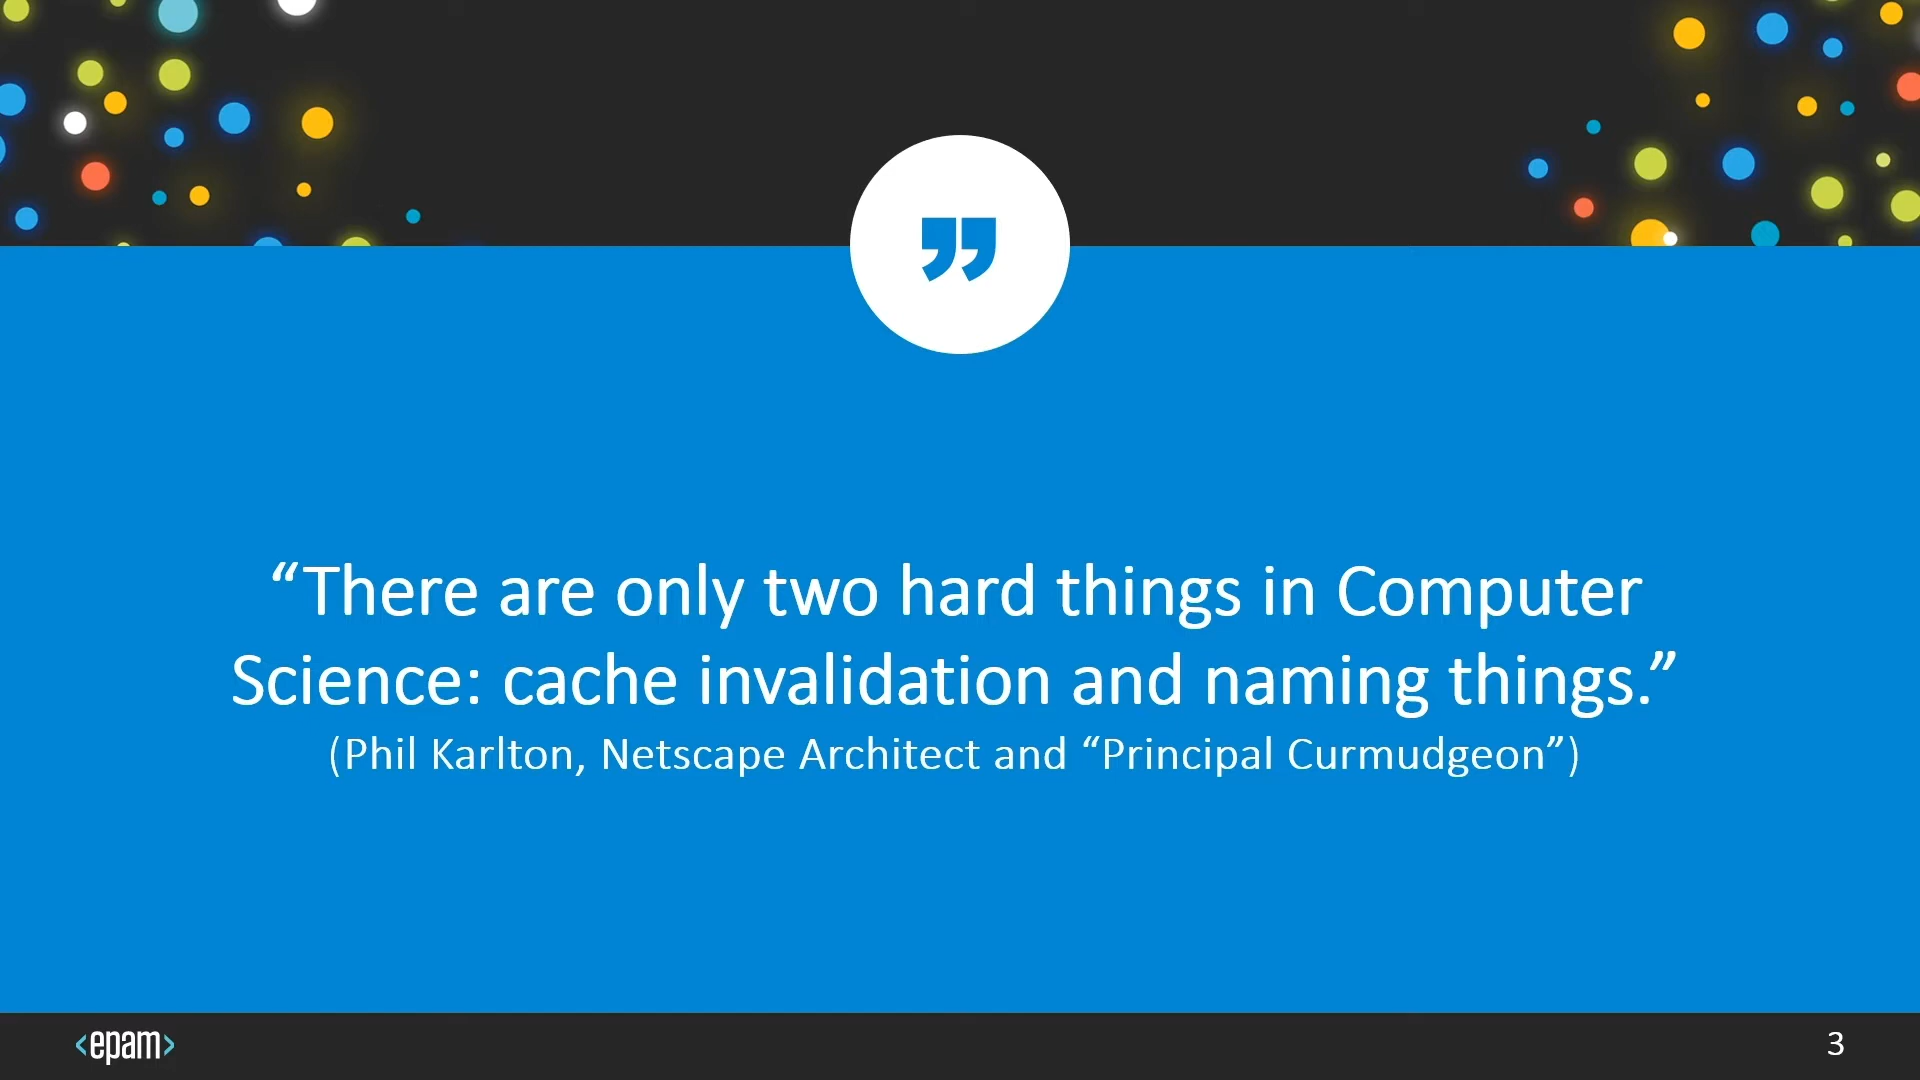 ”
“There are only two hard things in Computer
Science: cache invalidation and naming things.”
(Phil Karlton, Netscape Architect and “Principal Curmudgeon”)
<epam>
3